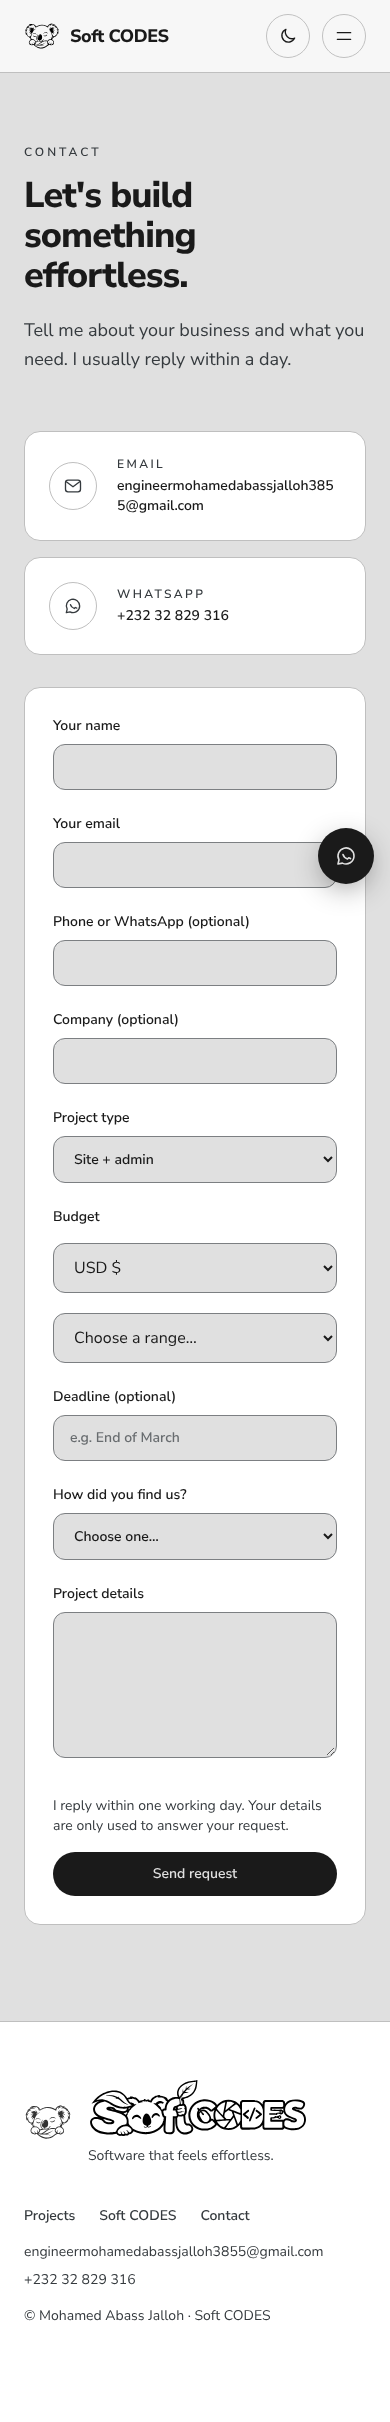 Soft CODES
CONTACT
Let's build
something
effortless.
Tell me about your business and what you
need. I usually reply within a day.
EMAIL
engineermohamedabassjalloh385
5@gmail.com
WHATSAPP
+232 32 829 316
Your name
Your email
Phone or WhatsApp (optional)
Company (optional)
Project type
Site + admin
Budget
USD $
Choose a range...
Deadline (optional)
e.g. End of March
How did you find us?
Choose one...
Project details
I reply within one working day. Your details
are only used to answer your request.
Send request
Soft CODES
Software that feels effortless.
Projects Soft CODES Contact
engineermohamedabassjalloh3855@gmail.com
+232 32 829 316
© Mohamed Abass Jalloh · Soft CODES